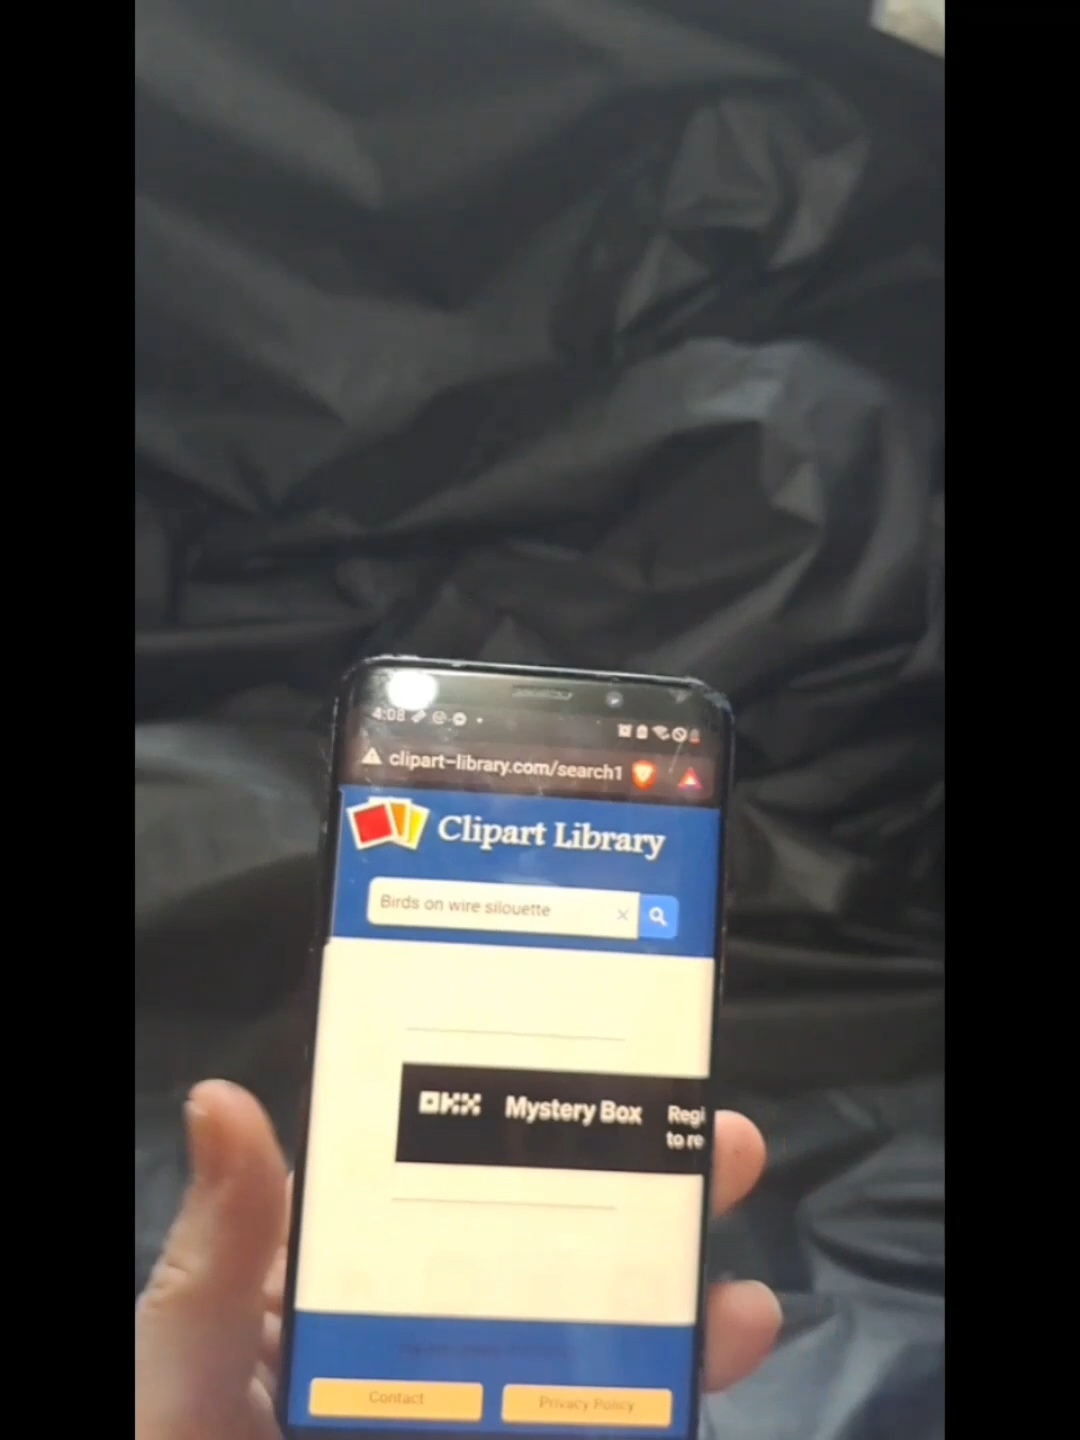 4:08
clipart-library.com/search1
Clipart Library
Birds on wire silouette
OKX Mystery Box Regi
to re
Contact Privacy Policy